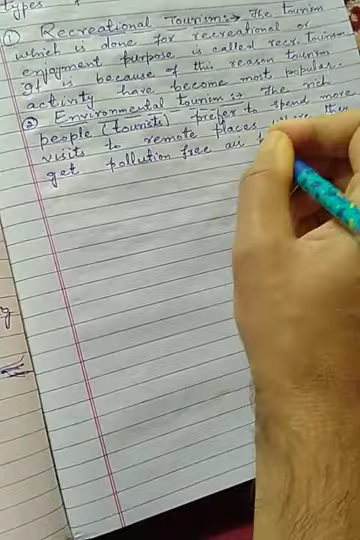 types
① Recreational Tourism :→ The tourism
which is done for recreational or
enjoyment purpose is called recr. tourism
It is because of this reason tourism
activity have become most popular.
② Environmental tourism :→ The rich
people (tourists) prefer to spend more
visits to remote places, where they
get pollution free air